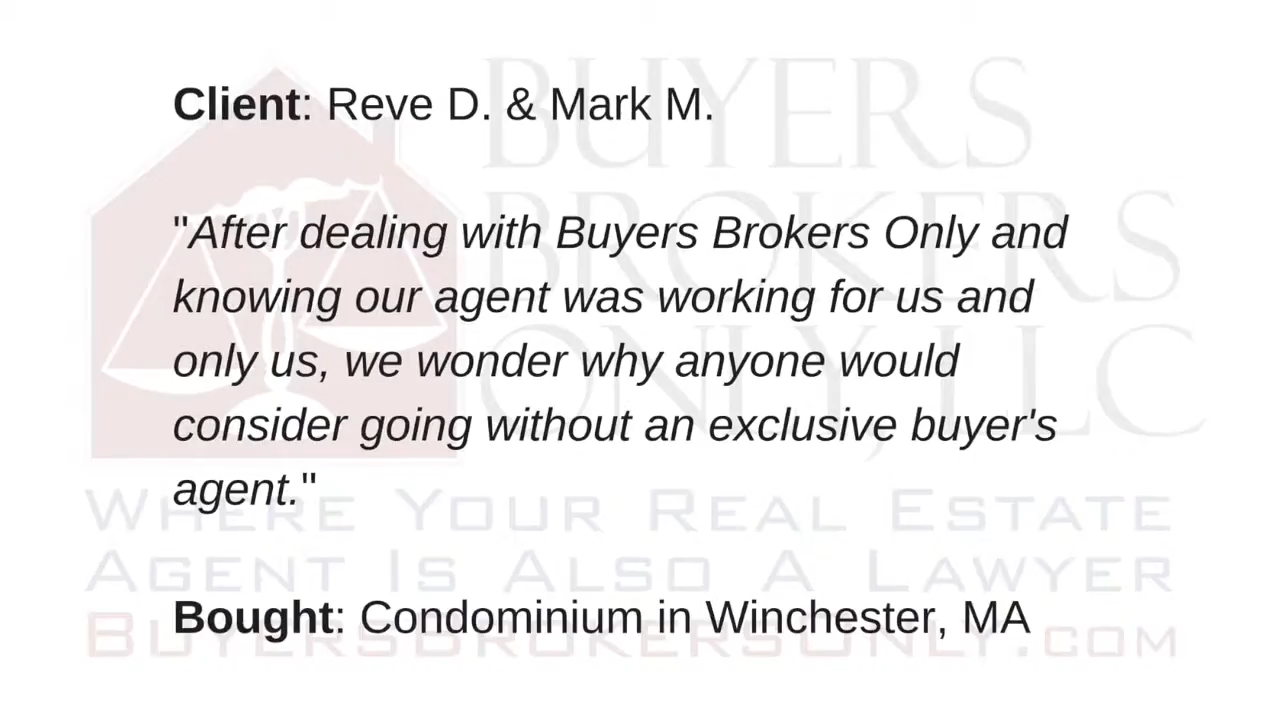 Client: Reve D. & Mark M.
"After dealing with Buyers Brokers Only and
knowing our agent was working for us and
only us, we wonder why anyone would
consider going without an exclusive buyer's
agent."
Bought: Condominium in Winchester, MA
BUYERS
BROKERS
ONLY LLC
WHERE YOUR REAL ESTATE
AGENT IS ALSO A LAWYER
BUYERSBROKERSONLY.COM